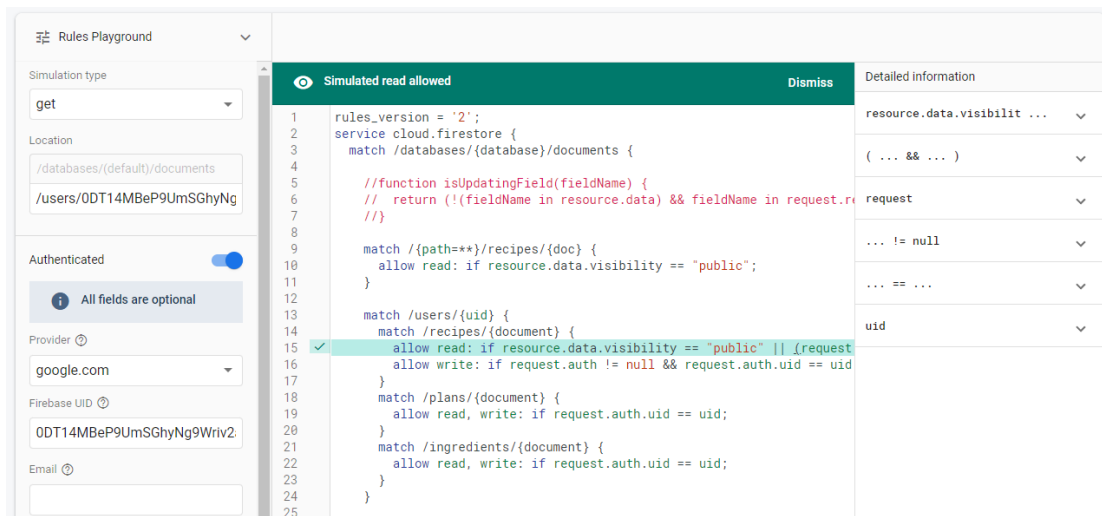 Rules Playground
Simulation type
get
Location
/databases/(default)/documents
/users/0DT14MBeP9UmSGhyNg
Authenticated
All fields are optional
Provider
google.com
Firebase UID
0DT14MBeP9UmSGhyNg9Wriv2
Email
Simulated read allowed
Dismiss
1 rules_version = '2';
2 service cloud.firestore {
3   match /databases/{database}/documents {
4
5     //function isUpdatingField(fieldName) {
6     //  return (!(fieldName in resource.data) && fieldName in request.re
7     //}
8
9     match /{path=**}/recipes/{doc} {
10       allow read: if resource.data.visibility == "public";
11     }
12
13     match /users/{uid} {
14       match /recipes/{document} {
15         allow read: if resource.data.visibility == "public" || (request
16         allow write: if request.auth != null && request.auth.uid == uid
17       }
18       match /plans/{document} {
19         allow read, write: if request.auth.uid == uid;
20       }
21       match /ingredients/{document} {
22         allow read, write: if request.auth.uid == uid;
23       }
24     }
25
Detailed information
resource.data.visibilit ...
( ... && ... )
request
... != null
... == ...
uid